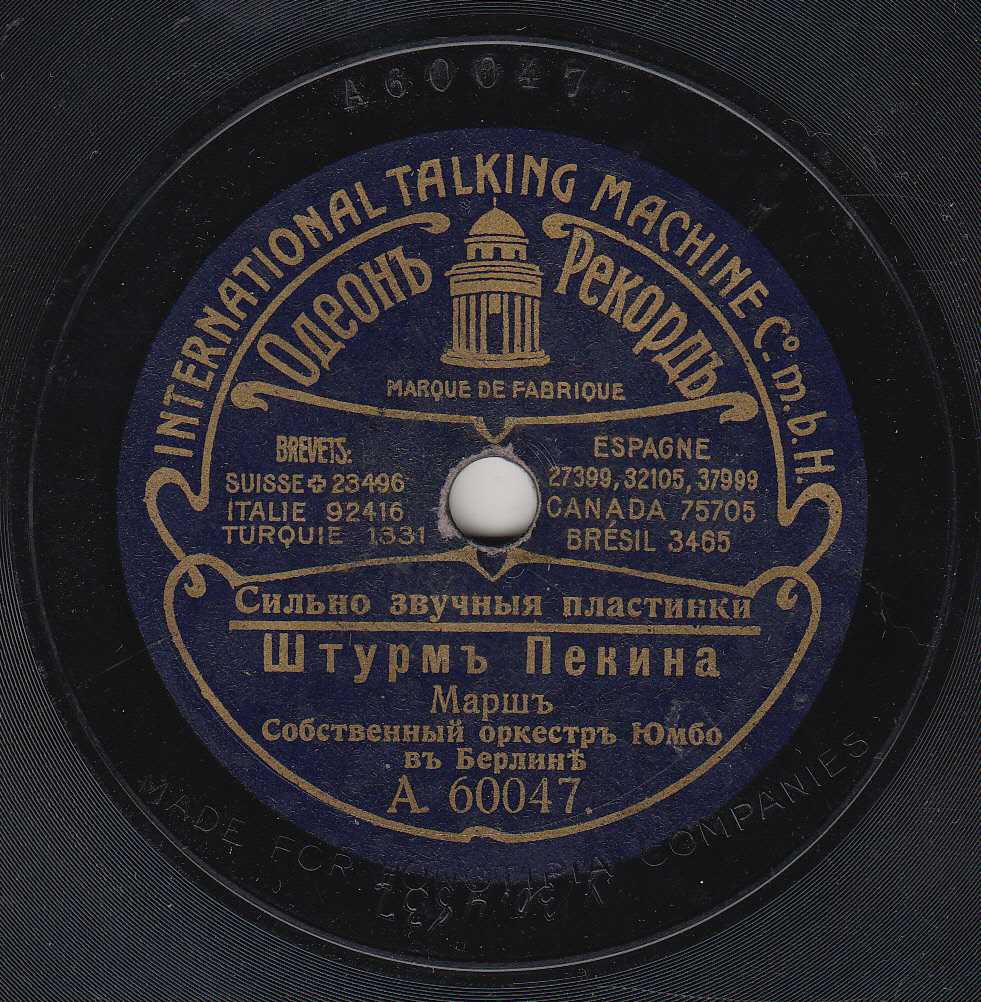 A60047
INTERNATIONAL TALKING MACHINE Co. m. b. H.
Одеонъ Рекордъ
MARQUE DE FABRIQUE
BREVETS:
SUISSE 23496
ITALIE 92416
TURQUIE 1331
ESPAGNE
27399, 32105, 37999
CANADA 75705
BRÉSIL 3465
Сильно звучныя пластинки
Штурмъ Пекина
Маршъ
Собственный оркестръ Юмбо
въ Берлинѣ
А. 60047.
MADE FOR FONOTIPIA COMPANIES